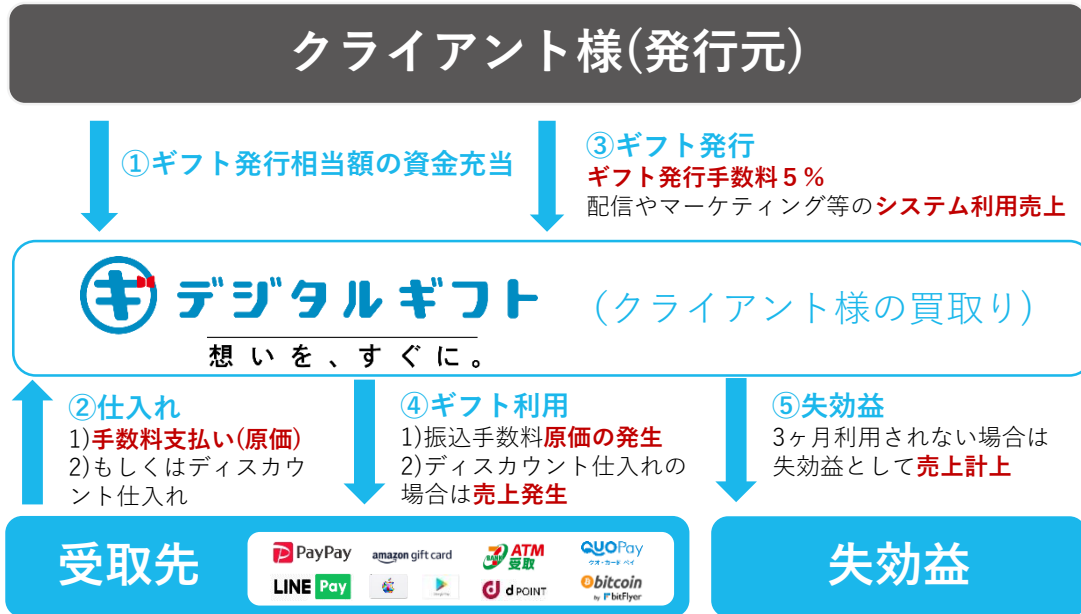 クライアント様(発行元)
①ギフト発行相当額の資金充当
③ギフト発行
ギフト発行手数料５％
配信やマーケティング等のシステム利用売上
ギ デジタルギフト
(クライアント様の買取り)
想いを、すぐに。
②仕入れ
1)手数料支払い(原価)
2)もしくはディスカウ
ント仕入れ
④ギフト利用
1)振込手数料原価の発生
2)ディスカウント仕入れの
場合は売上発生
⑤失効益
3ヶ月利用されない場合は
失効益として売上計上
受取先
PayPay
amazon gift card
BANK
ATM
受取
QUOPay
クオ・カード ペイ
LINE Pay
Google Play
d POINT
bitcoin
by bitFlyer
失効益